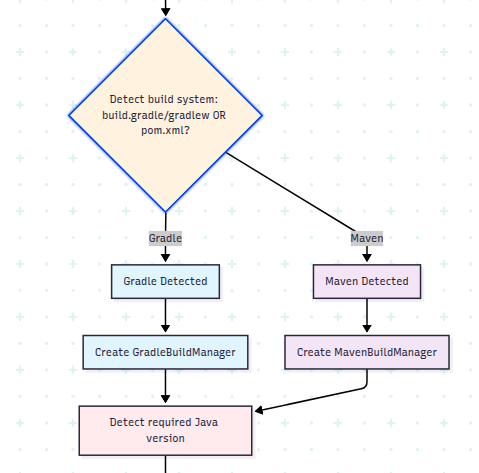 Detect build system:
build.gradle/gradlew OR
pom.xml?
Gradle
Maven
Gradle Detected
Maven Detected
Create GradleBuildManager
Create MavenBuildManager
Detect required Java
version